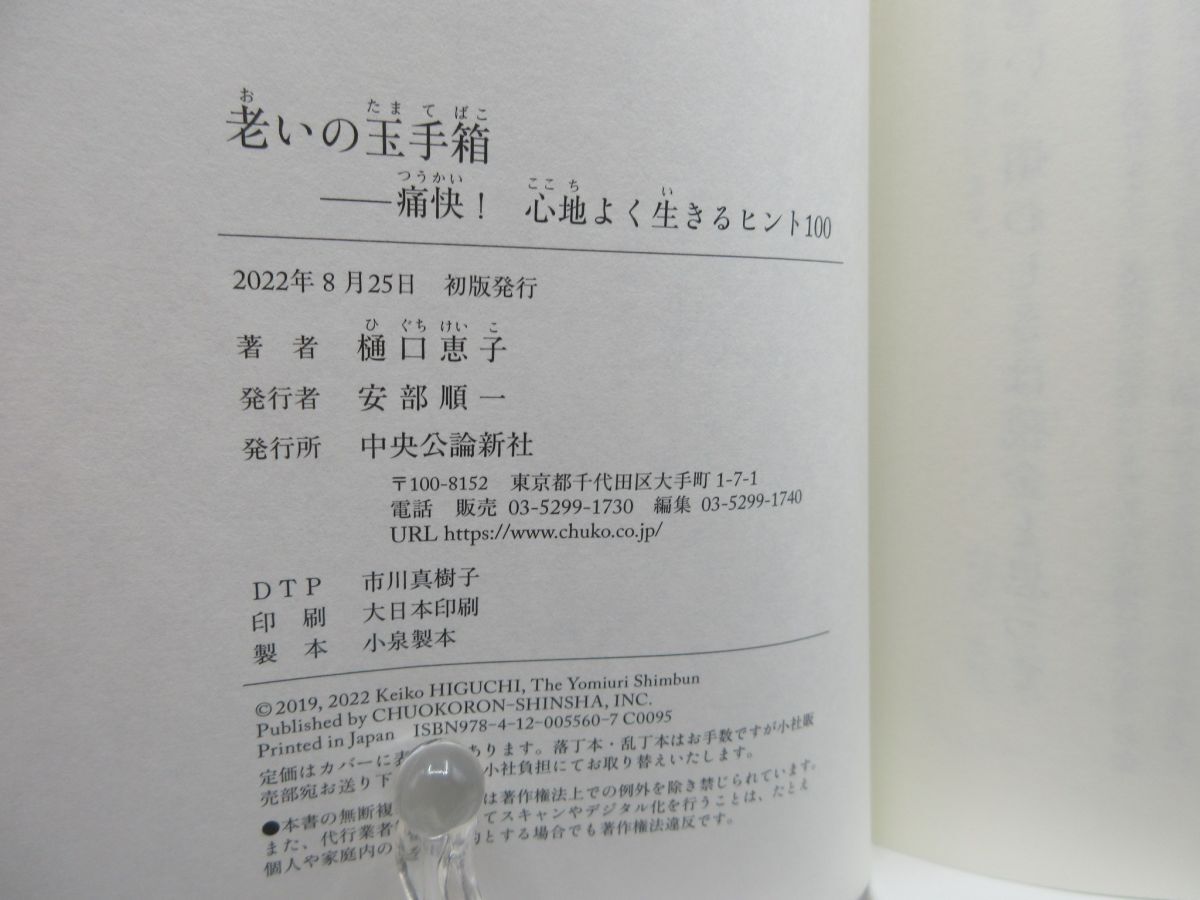 老いの玉手箱
――痛快！　心地よく生きるヒント100
2022年8月25日　初版発行
著　者　樋口恵子
発行者　安部順一
発行所　中央公論新社
〒100-8152　東京都千代田区大手町1-7-1
電話　販売 03-5299-1730　編集 03-5299-1740
URL https://www.chuko.co.jp/
DTP　市川真樹子
印　刷　大日本印刷
製　本　小泉製本
©2019, 2022 Keiko HIGUCHI, The Yomiuri Shimbun
Published by CHUOKORON-SHINSHA, INC.
Printed in Japan　ISBN978-4-12-005560-7 C0095
定価はカバーに表 あります。落丁本・乱丁本はお手数ですが小社販
売部宛お送り下 小社負担にてお取り替えいたします。
●本書の無断複 は著作権法上での例外を除き禁じられています。
また、代行業者 てスキャンやデジタル化を行うことは、たとえ
個人や家庭内の 的とする場合でも著作権法違反です。